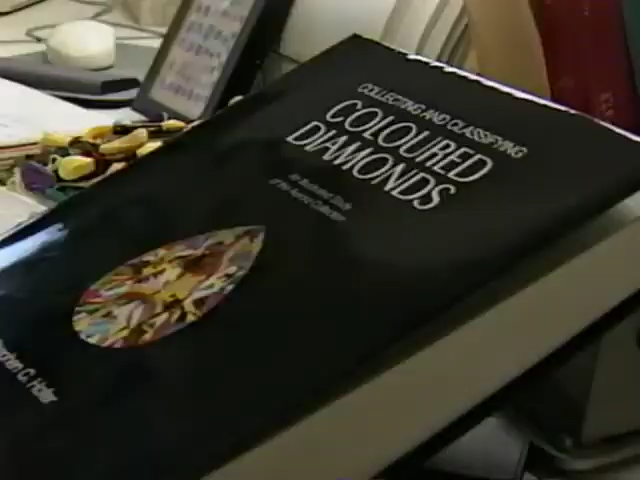 COLLECTING AND CLASSIFYING
COLOURED
DIAMONDS
An Illustrated Study
of the Aurora Collection
Stephen C. Hofer